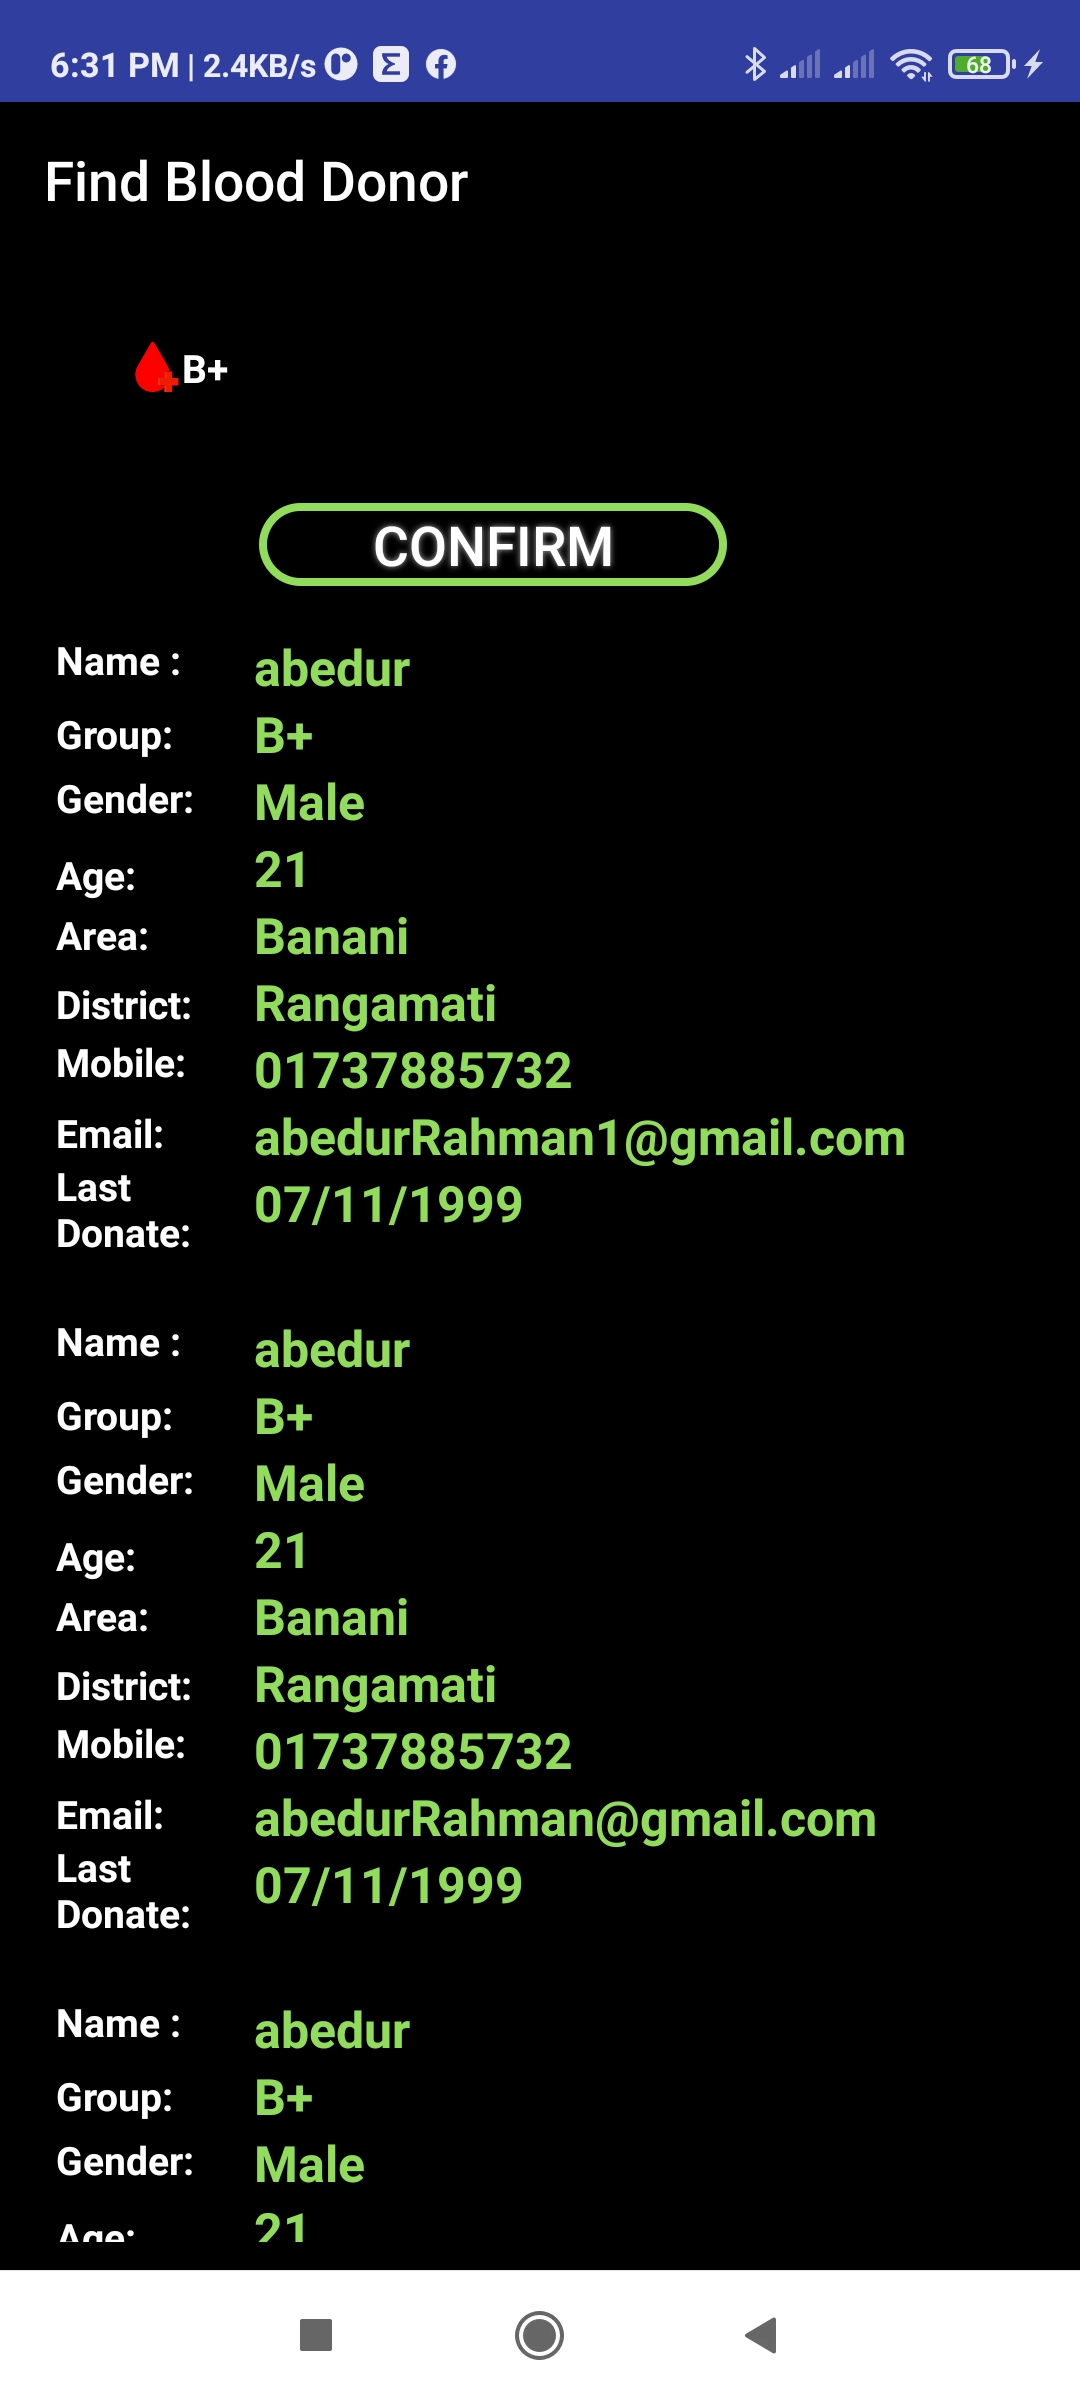 6:31 PM | 2.4KB/s
68
Find Blood Donor
B+
CONFIRM
Name : abedur
Group: B+
Gender: Male
Age: 21
Area: Banani
District: Rangamati
Mobile: 01737885732
Email: abedurRahman1@gmail.com
Last Donate: 07/11/1999
Name : abedur
Group: B+
Gender: Male
Age: 21
Area: Banani
District: Rangamati
Mobile: 01737885732
Email: abedurRahman@gmail.com
Last Donate: 07/11/1999
Name : abedur
Group: B+
Gender: Male
Age: 21